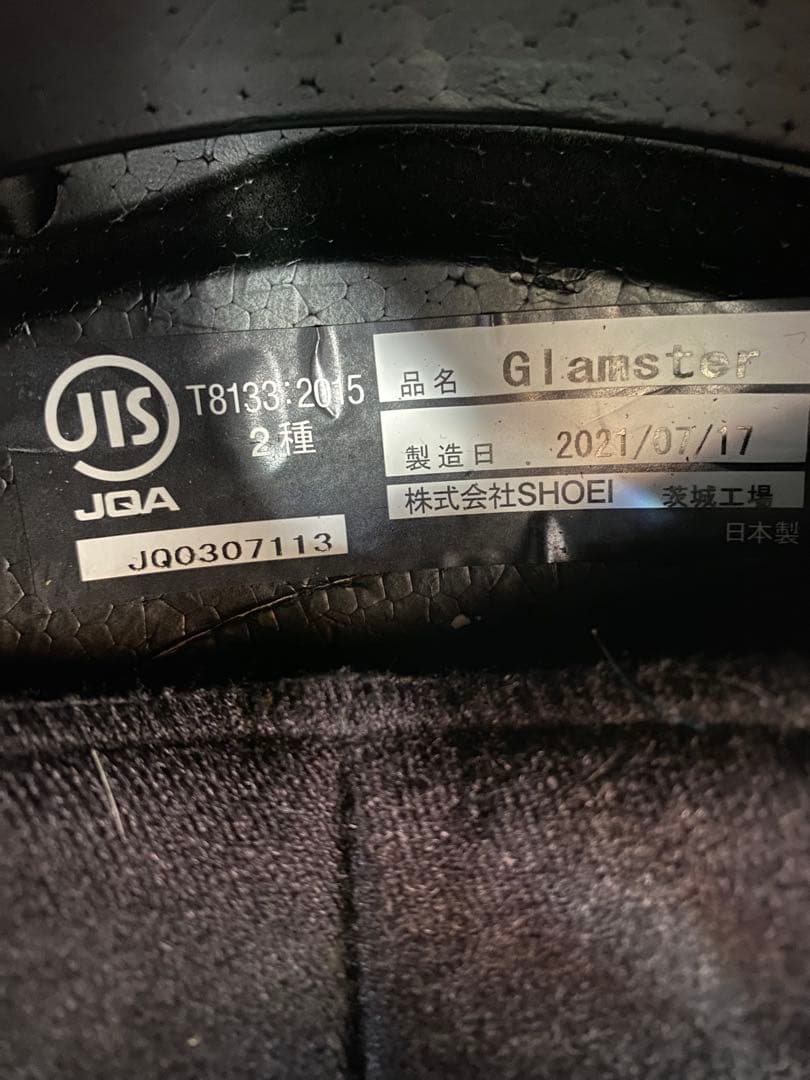 JIS
JQA
T8133:2015
2種
JQ0307113
品名 Glamster
製造日 . 2021/07/17
株式会社SHOEI 茨城工場
日本製